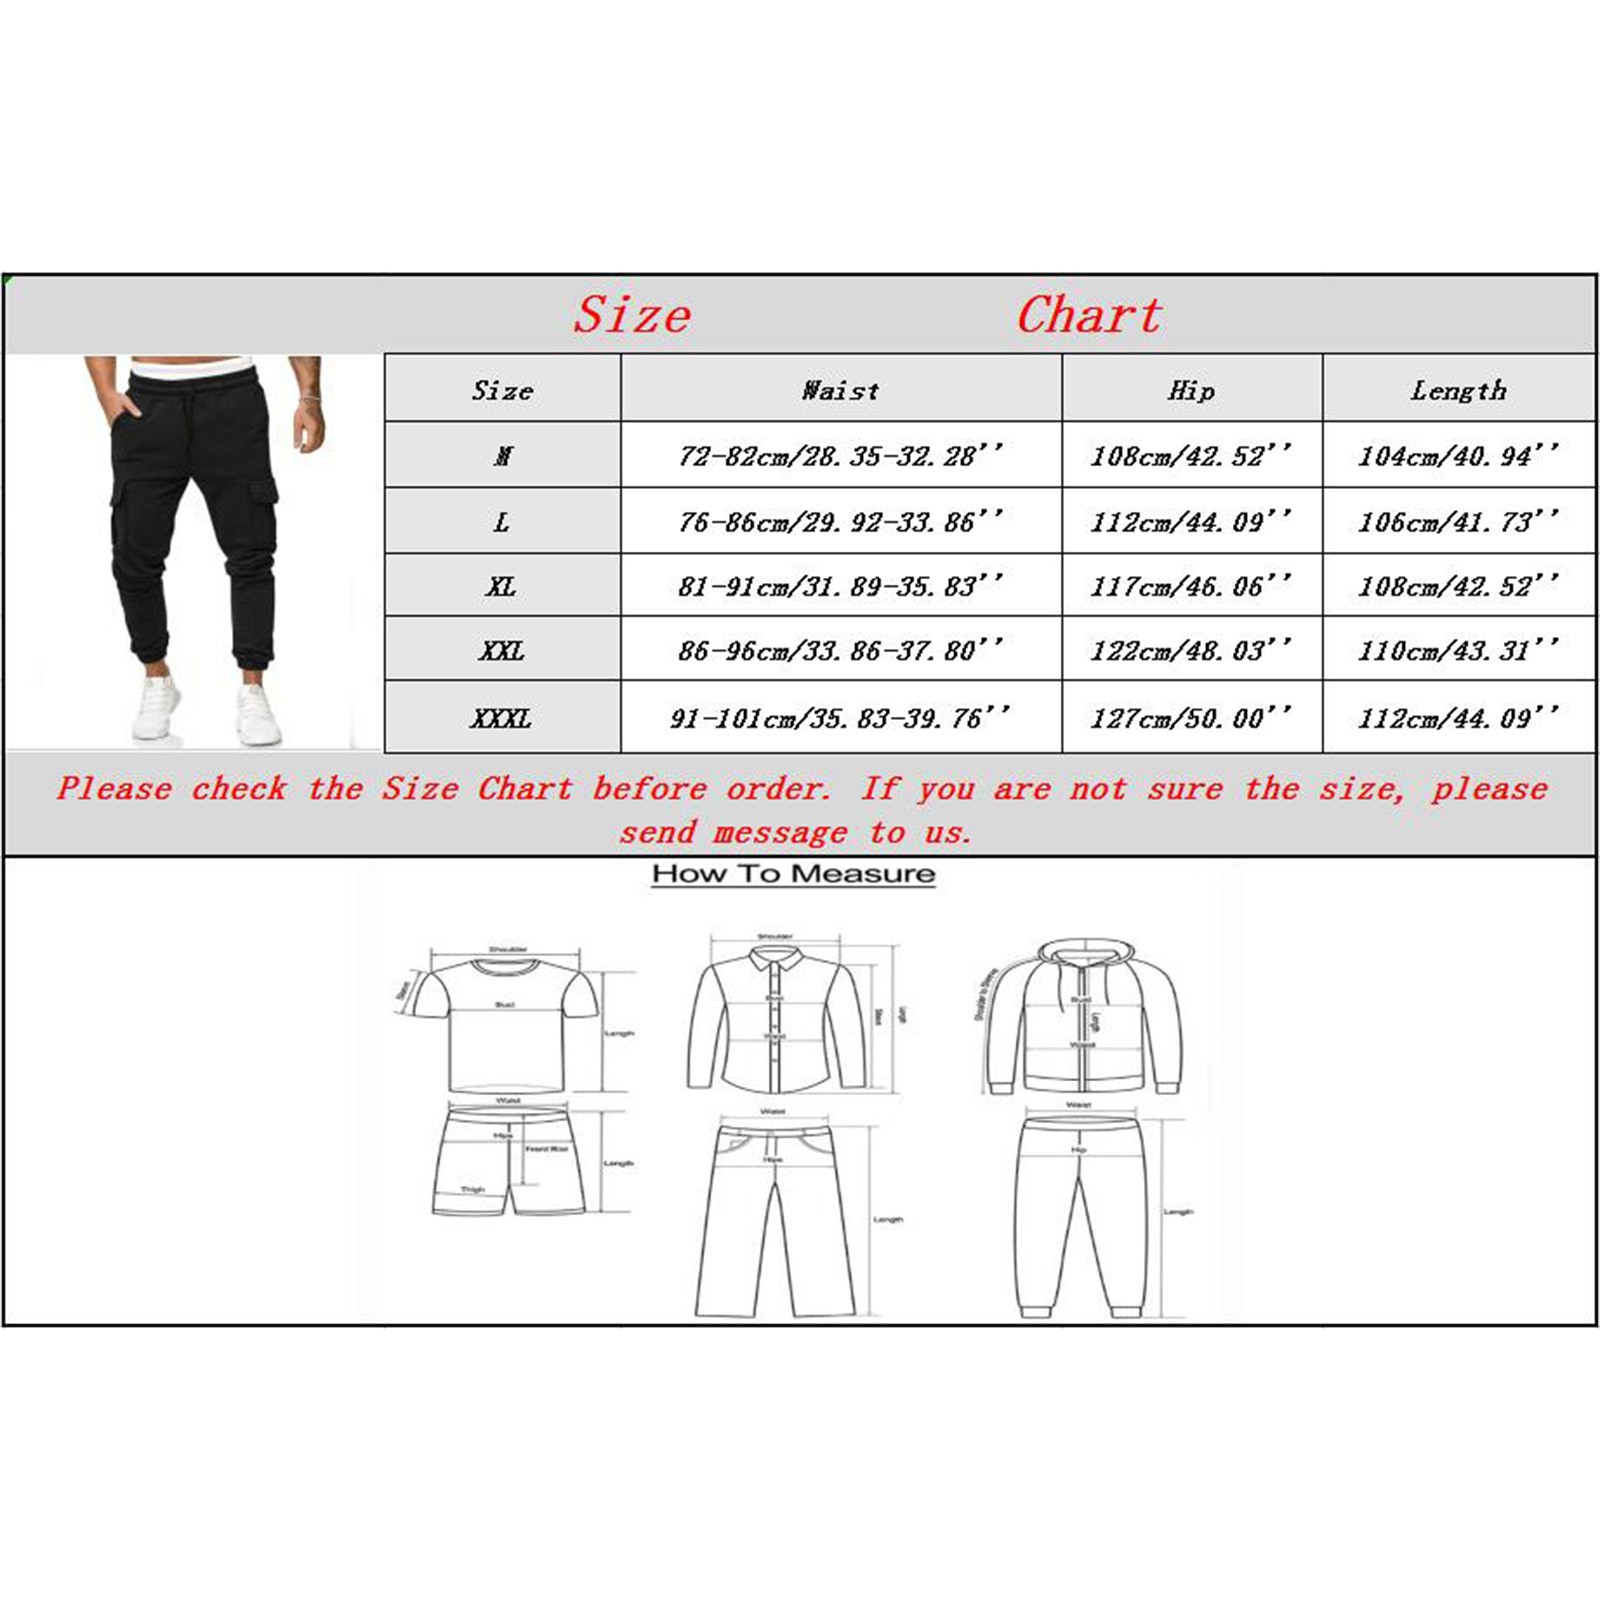 Size Chart
Size Waist Hip Length
M 72-82cm/28.35-32.28'' 108cm/42.52'' 104cm/40.94''
L 76-86cm/29.92-33.86'' 112cm/44.09'' 106cm/41.73''
XL 81-91cm/31.89-35.83'' 117cm/46.06'' 108cm/42.52''
XXL 86-96cm/33.86-37.80'' 122cm/48.03'' 110cm/43.31''
XXXL 91-101cm/35.83-39.76'' 127cm/50.00'' 112cm/44.09''
Please check the Size Chart before order. If you are not sure the size, please
send message to us.
How To Measure
Shoulder
Sleeve
Bust
Length
Shoulder
Bust
Waist
Sleeve
Length
Shoulder to Sleeve
Bust
Length
Waist
Waist
Hips
Front Rise
Thigh
Length
Waist
Hips
Length
Waist
Hip
Length